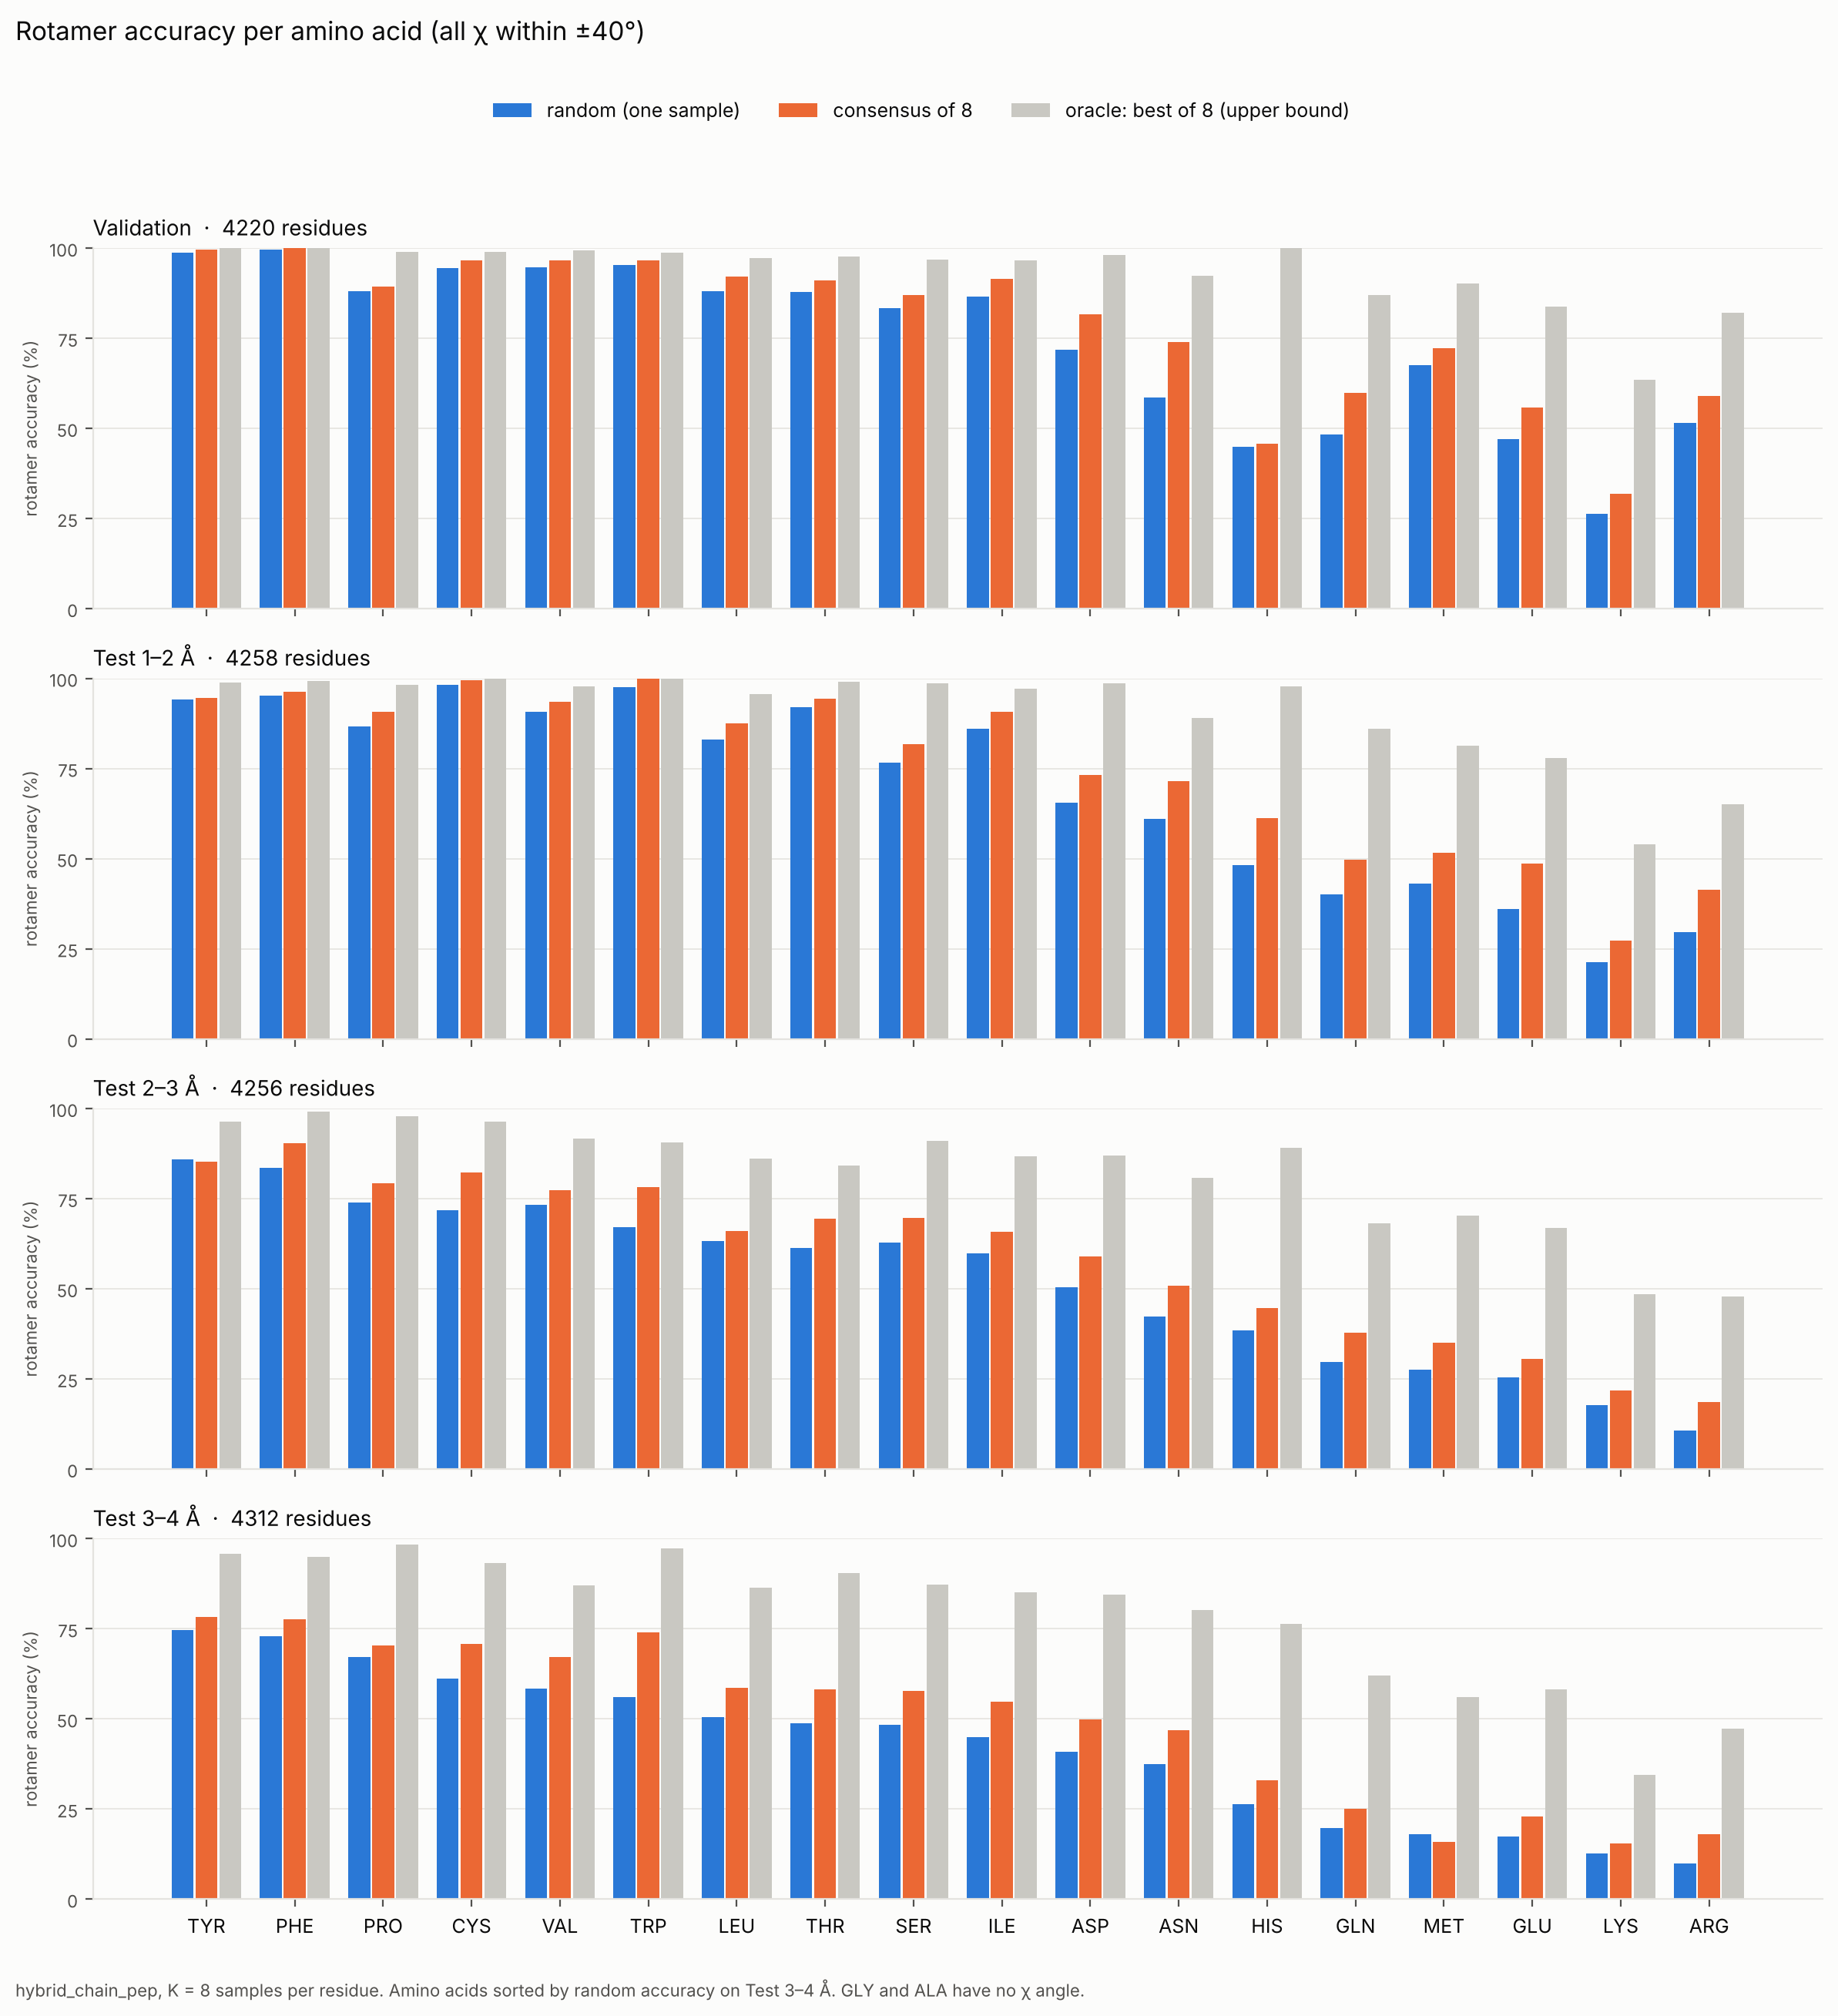 Rotamer accuracy per amino acid (all χ within ±40°)
random (one sample)
consensus of 8
oracle: best of 8 (upper bound)
Validation · 4220 residues
100
75
50
25
0
rotamer accuracy (%)
Test 1–2 Å · 4258 residues
100
75
50
25
0
rotamer accuracy (%)
Test 2–3 Å · 4256 residues
100
75
50
25
0
rotamer accuracy (%)
Test 3–4 Å · 4312 residues
100
75
50
25
0
rotamer accuracy (%)
TYR PHE PRO CYS VAL TRP LEU THR SER ILE ASP ASN HIS GLN MET GLU LYS ARG
hybrid_chain_pep, K = 8 samples per residue. Amino acids sorted by random accuracy on Test 3–4 Å. GLY and ALA have no χ angle.